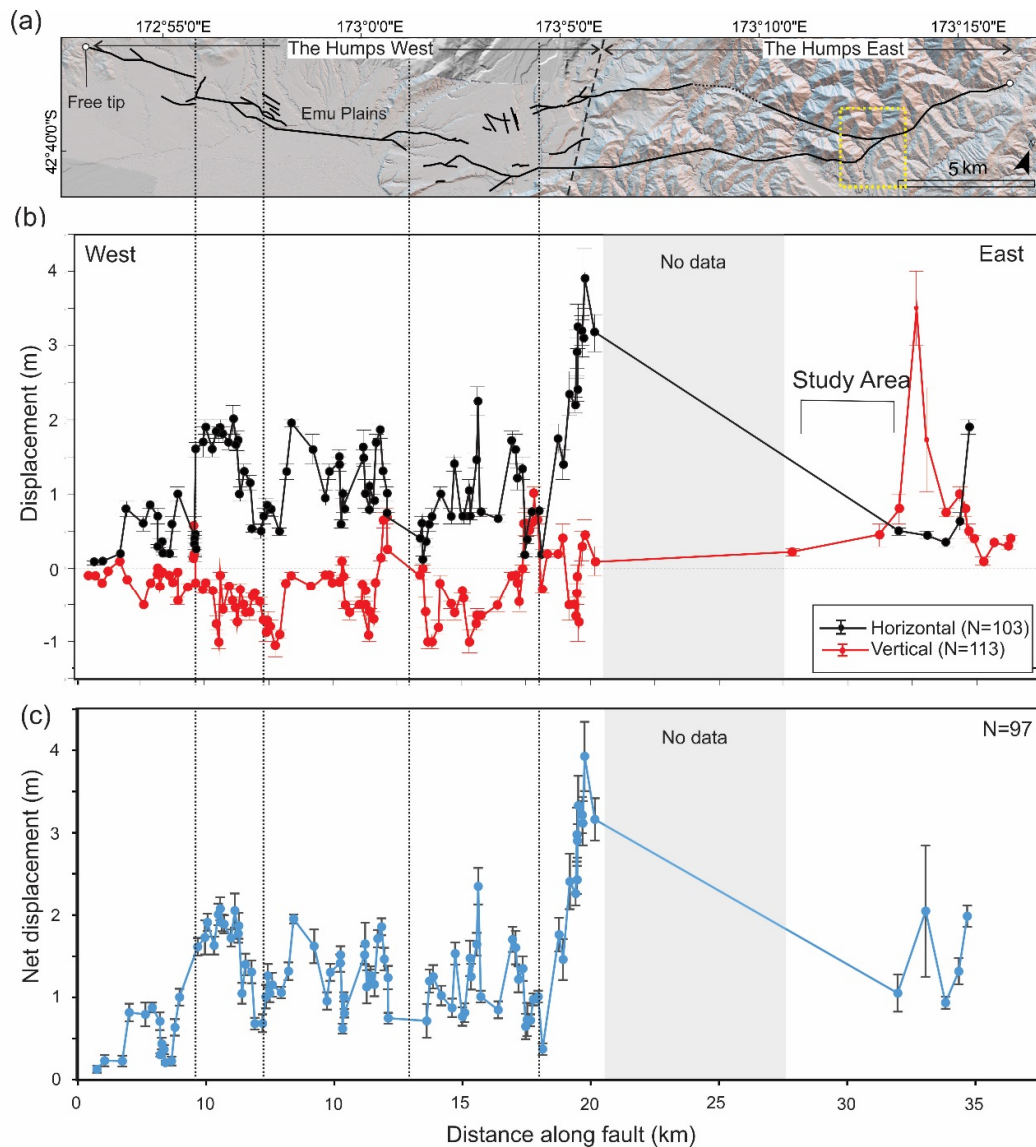 (a)
172°55'0"E
173°0'0"E
173°5'0"E
173°10'0"E
173°15'0"E
The Humps West
The Humps East
Free tip
Emu Plains
42°40'0"S
5 km
(b)
West
No data
East
4
3
2
1
0
-1
Displacement (m)
Study Area
Horizontal (N=103)
Vertical (N=113)
(c)
No data
N=97
4
3
2
1
0
Net displacement (m)
0
10
10
15
20
25
30
35
Distance along fault (km)